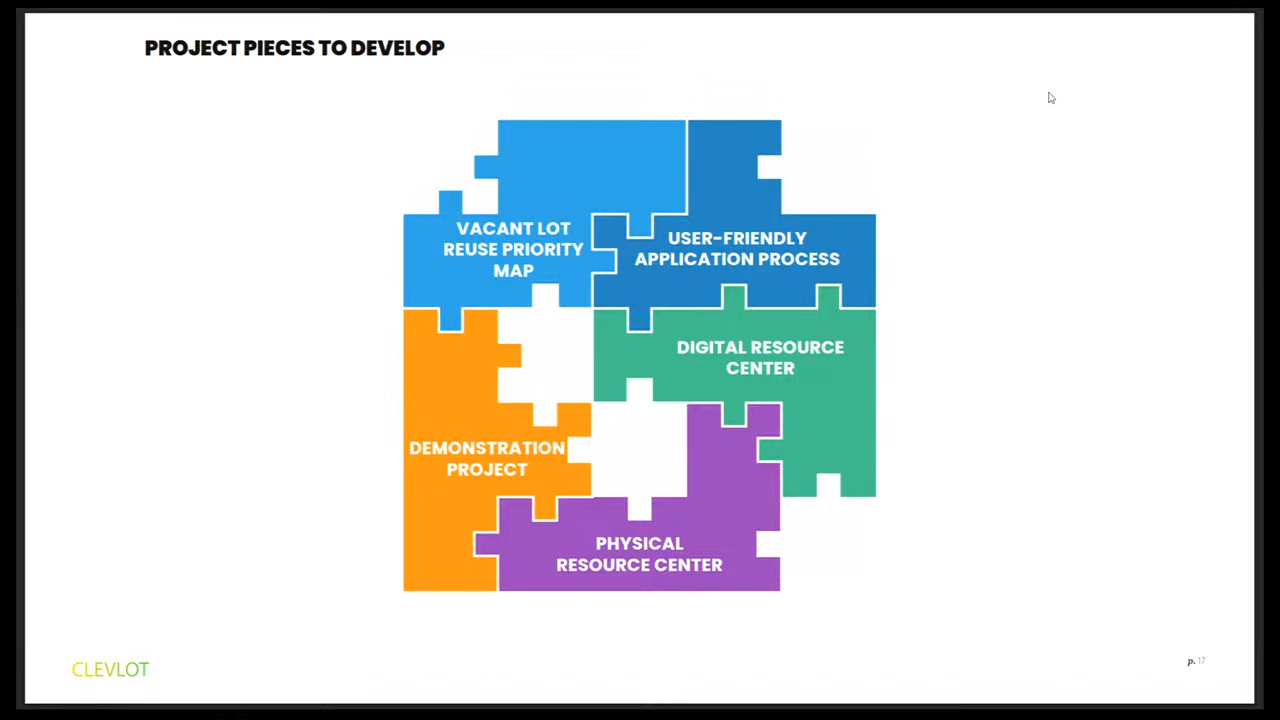 PROJECT PIECES TO DEVELOP
VACANT LOT
REUSE PRIORITY
MAP
USER-FRIENDLY
APPLICATION PROCESS
DIGITAL RESOURCE
CENTER
DEMONSTRATION
PROJECT
PHYSICAL
RESOURCE CENTER
CLEVLOT
p. 17